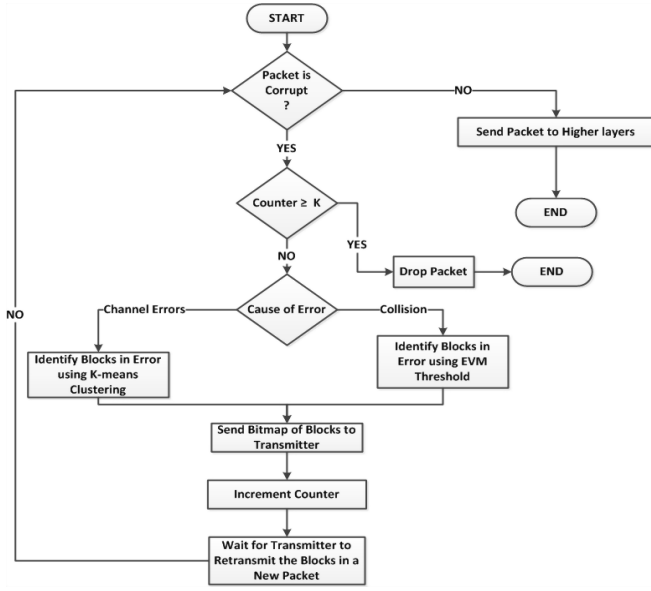 START
Packet is
Corrupt
?
NO
Send Packet to Higher layers
END
YES
Counter ≥ K
YES
NO
Drop Packet
END
Cause of Error
Channel Errors
Collision
NO
Identify Blocks in Error
using K-means
Clustering
Identify Blocks in
Error using EVM
Threshold
Send Bitmap of Blocks to
Transmitter
Increment Counter
Wait for Transmitter to
Retransmit the Blocks in a
New Packet